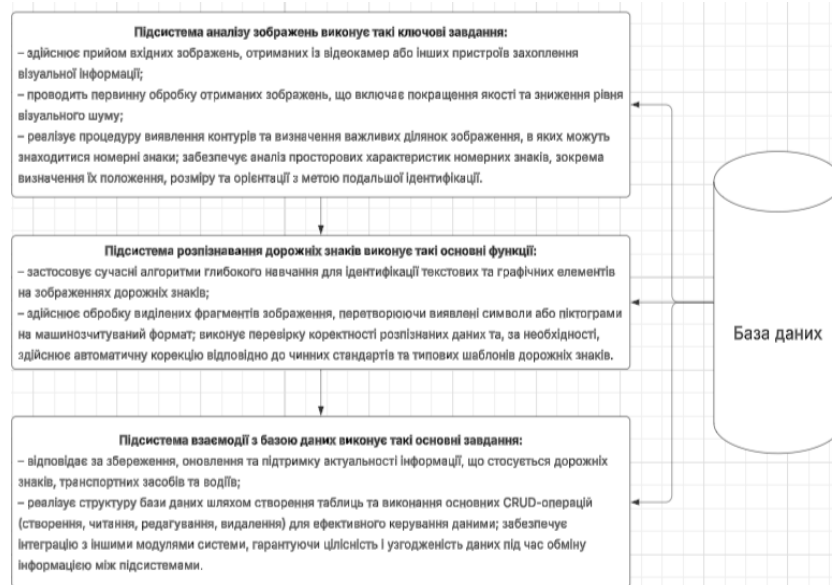 Підсистема аналізу зображень виконує такі ключові завдання:
– здійснює прийом вхідних зображень, отриманих із відеокамер або інших пристроїв захоплення
візуальної інформації;
– проводить первинну обробку отриманих зображень, що включає покращення якості та зниження рівня
візуального шуму;
– реалізує процедуру виявлення контурів та визначення важливих ділянок зображення, в яких можуть
знаходитися номерні знаки; забезпечує аналіз просторових характеристик номерних знаків, зокрема
визначення їх положення, розміру та орієнтації з метою подальшої ідентифікації.
Підсистема розпізнавання дорожніх знаків виконує такі основні функції:
– застосовує сучасні алгоритми глибокого навчання для ідентифікації текстових та графічних елементів
на зображеннях дорожніх знаків;
– здійснює обробку виділених фрагментів зображення, перетворюючи виявлені символи або піктограми
на машинозчитуваний формат; виконує перевірку коректності розпізнаних даних та, за необхідності,
здійснює автоматичну корекцію відповідно до чинних стандартів та типових шаблонів дорожніх знаків.
База даних
Підсистема взаємодії з базою даних виконує такі основні завдання:
– відповідає за збереження, оновлення та підтримку актуальності інформації, що стосується дорожніх
знаків, транспортних засобів та водіїв;
– реалізує структуру бази даних шляхом створення таблиць та виконання основних CRUD-операцій
(створення, читання, редагування, видалення) для ефективного керування даними; забезпечує
інтеграцію з іншими модулями системи, гарантуючи цілісність і узгодженість даних під час обміну
інформацією між підсистемами.